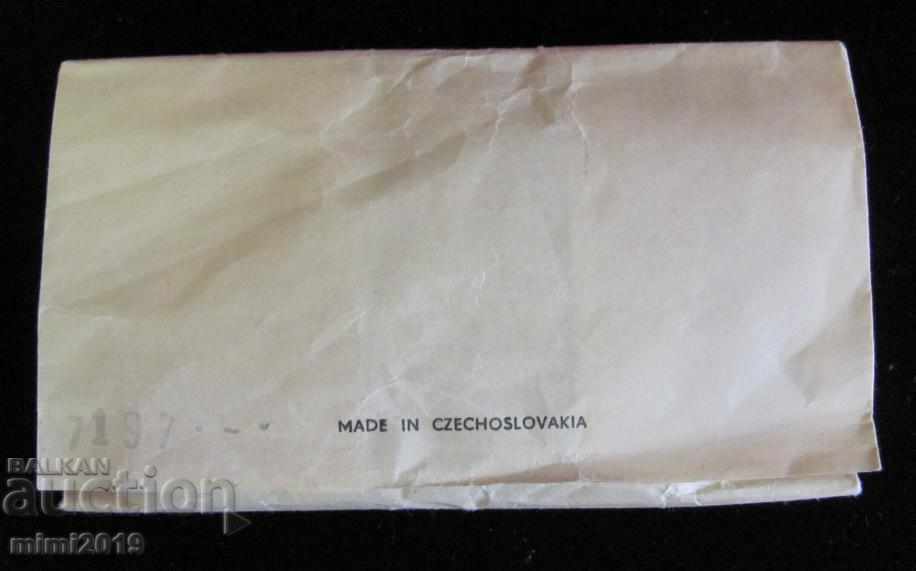 7197
MADE IN CZECHOSLOVAKIA
BALKAN
auction
mimi2019